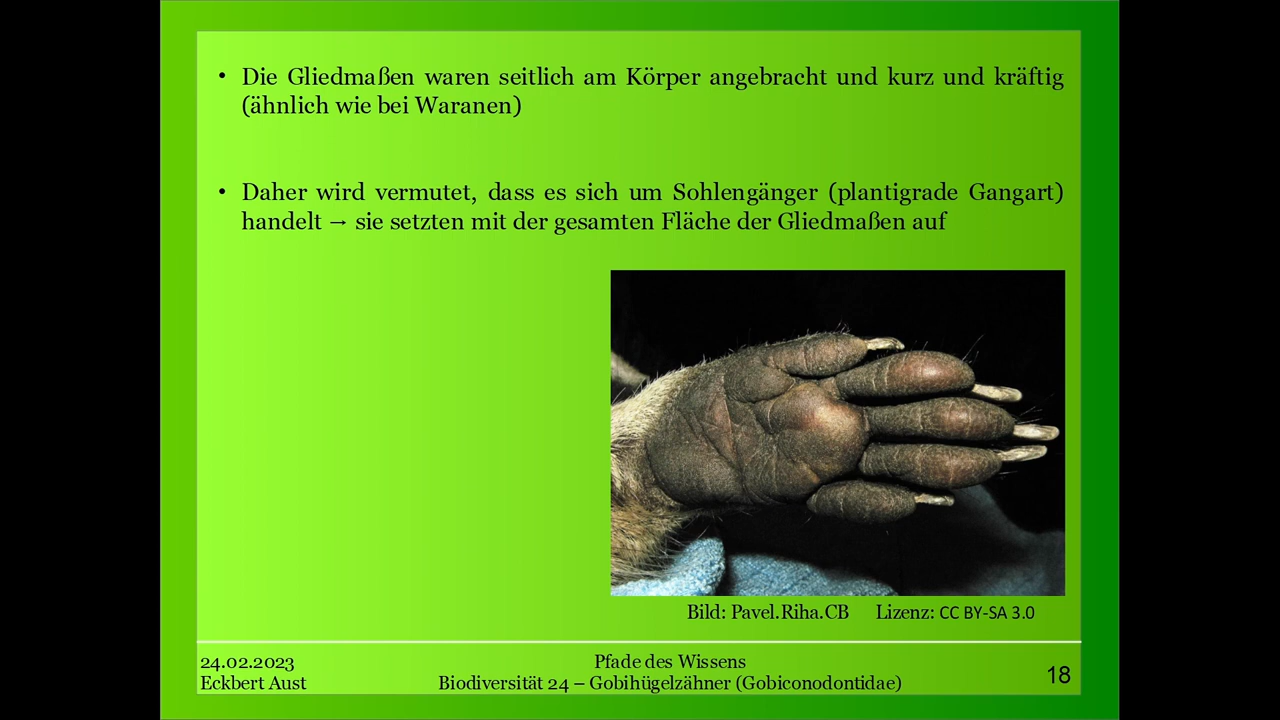 • Die Gliedmaßen waren seitlich am Körper angebracht und kurz und kräftig
(ähnlich wie bei Waranen)
• Daher wird vermutet, dass es sich um Sohlengänger (plantigrade Gangart)
handelt → sie setzten mit der gesamten Fläche der Gliedmaßen auf
Bild: Pavel.Riha.CB Lizenz: CC BY-SA 3.0
24.02.2023
Eckbert Aust
Pfade des Wissens
Biodiversität 24 – Gobihügelzähner (Gobiconodontidae)
18